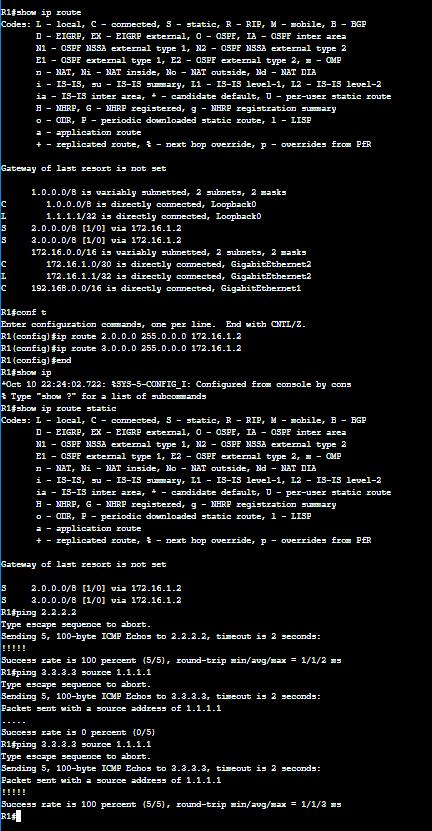 R1#show ip route
Codes: L - local, C - connected, S - static, R - RIP, M - mobile, B - BGP
D - EIGRP, EX - EIGRP external, O - OSPF, IA - OSPF inter area
N1 - OSPF NSSA external type 1, N2 - OSPF NSSA external type 2
E1 - OSPF external type 1, E2 - OSPF external type 2, m - OMP
n - NAT, Ni - NAT inside, No - NAT outside, Nd - NAT DIA
i - IS-IS, su - IS-IS summary, L1 - IS-IS level-1, L2 - IS-IS level-2
ia - IS-IS inter area, * - candidate default, U - per-user static route
H - NHRP, G - NHRP registered, g - NHRP registration summary
o - ODR, P - periodic downloaded static route, l - LISP
a - application route
+ - replicated route, % - next hop override, p - overrides from PfR
Gateway of last resort is not set
1.0.0.0/8 is variably subnetted, 2 subnets, 2 masks
C 1.0.0.0/8 is directly connected, Loopback0
L 1.1.1.1/32 is directly connected, Loopback0
S 2.0.0.0/8 [1/0] via 172.16.1.2
S 3.0.0.0/8 [1/0] via 172.16.1.2
172.16.0.0/16 is variably subnetted, 2 subnets, 2 masks
C 172.16.1.0/30 is directly connected, GigabitEthernet2
L 172.16.1.1/32 is directly connected, GigabitEthernet2
C 192.168.0.0/16 is directly connected, GigabitEthernet1
R1#conf t
Enter configuration commands, one per line. End with CNTL/Z.
R1(config)#ip route 2.0.0.0 255.0.0.0 172.16.1.2
R1(config)#ip route 3.0.0.0 255.0.0.0 172.16.1.2
R1(config)#end
R1#show ip
*Oct 10 22:24:02.722: %SYS-5-CONFIG_I: Configured from console by cons
% Type "show ?" for a list of subcommands
R1#show ip route static
Codes: L - local, C - connected, S - static, R - RIP, M - mobile, B - BGP
D - EIGRP, EX - EIGRP external, O - OSPF, IA - OSPF inter area
N1 - OSPF NSSA external type 1, N2 - OSPF NSSA external type 2
E1 - OSPF external type 1, E2 - OSPF external type 2, m - OMP
n - NAT, Ni - NAT inside, No - NAT outside, Nd - NAT DIA
i - IS-IS, su - IS-IS summary, L1 - IS-IS level-1, L2 - IS-IS level-2
ia - IS-IS inter area, * - candidate default, U - per-user static route
H - NHRP, G - NHRP registered, g - NHRP registration summary
o - ODR, P - periodic downloaded static route, l - LISP
a - application route
+ - replicated route, % - next hop override, p - overrides from PfR
Gateway of last resort is not set
S 2.0.0.0/8 [1/0] via 172.16.1.2
S 3.0.0.0/8 [1/0] via 172.16.1.2
R1#ping 2.2.2.2
Type escape sequence to abort.
Sending 5, 100-byte ICMP Echos to 2.2.2.2, timeout is 2 seconds:
!!!!!
Success rate is 100 percent (5/5), round-trip min/avg/max = 1/1/2 ms
R1#ping 3.3.3.3 source 1.1.1.1
Type escape sequence to abort.
Sending 5, 100-byte ICMP Echos to 3.3.3.3, timeout is 2 seconds:
Packet sent with a source address of 1.1.1.1
.....
Success rate is 0 percent (0/5)
R1#ping 3.3.3.3 source 1.1.1.1
Type escape sequence to abort.
Sending 5, 100-byte ICMP Echos to 3.3.3.3, timeout is 2 seconds:
Packet sent with a source address of 1.1.1.1
!!!!!
Success rate is 100 percent (5/5), round-trip min/avg/max = 1/1/3 ms
R1#